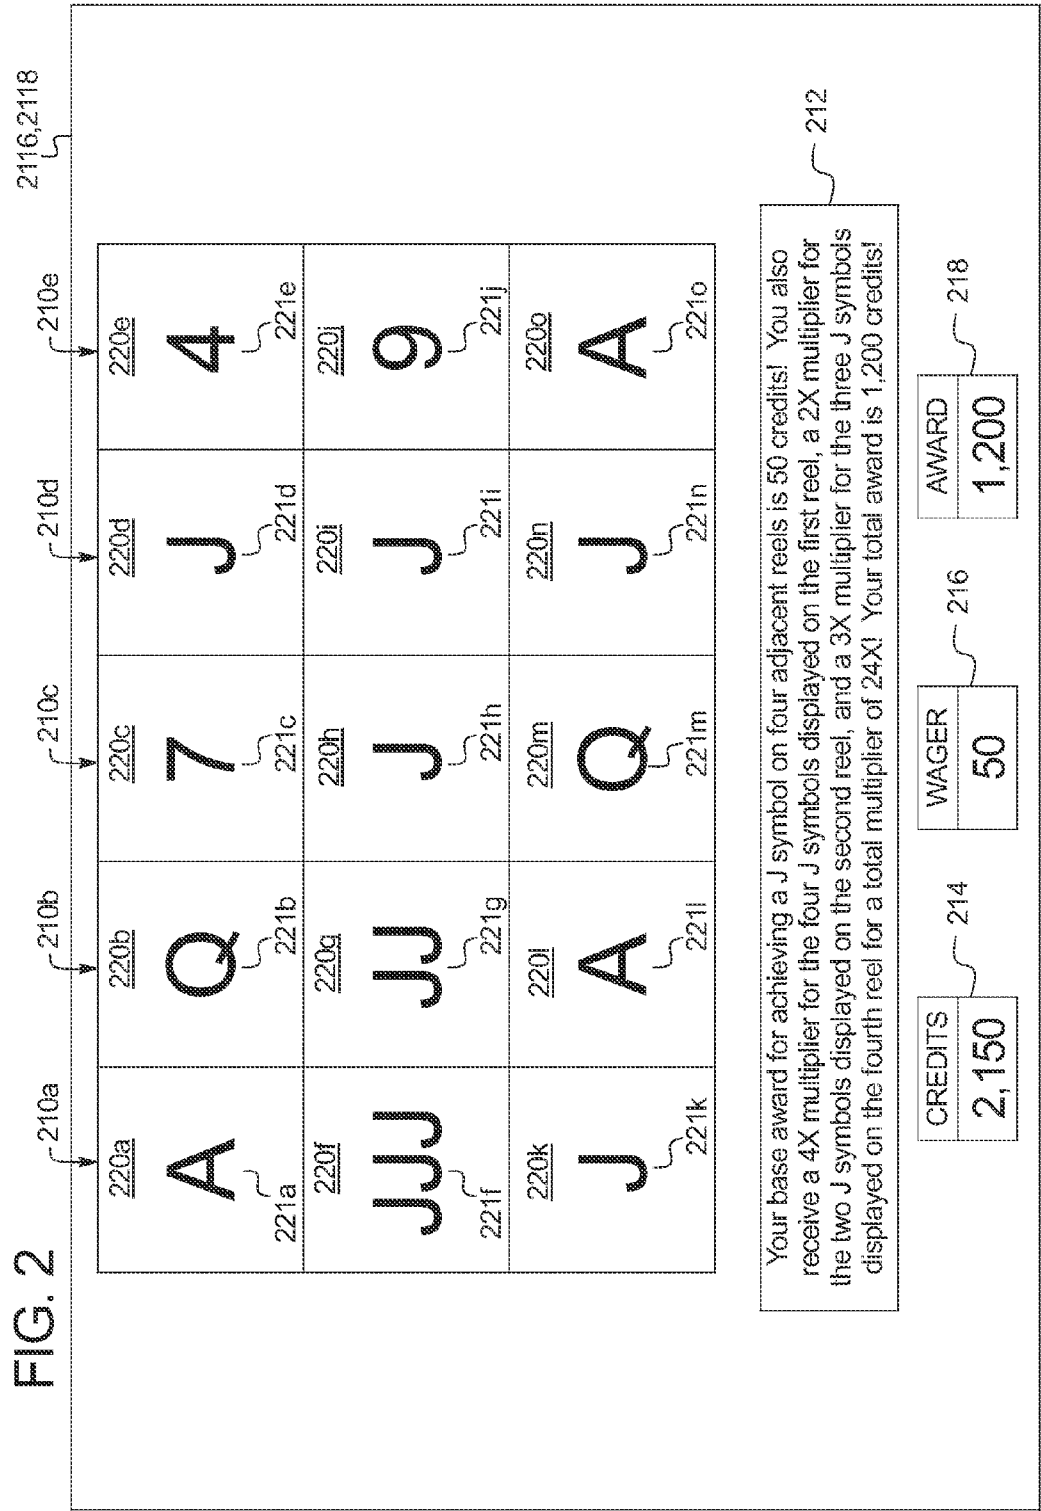 FIG. 2
2116,2118
210a 210b 210c 210d 210e
220a 220b 220c 220d 220e
A Q 7 J 4
221a 221b 221c 221d 221e
220f 220g 220h 220i 220j
JJJ JJ J J 9
221f 221g 221h 221i 221j
220k 220l 220m 220n 220o
J A Q J A
221k 221l 221m 221n 221o
212
Your base award for achieving a J symbol on four adjacent reels is 50 credits! You also
receive a 4X multiplier for the four J symbols displayed on the first reel, a 2X multiplier for
the two J symbols displayed on the second reel, and a 3X multiplier for the three J symbols
displayed on the fourth reel for a total multiplier of 24X! Your total award is 1,200 credits!
214 216 218
CREDITS WAGER AWARD
2,150 50 1,200